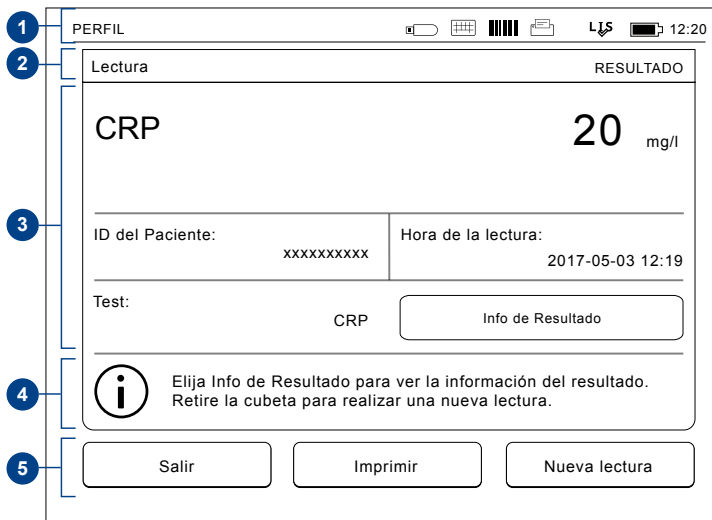 1 PERFIL LIS 12:20
2 Lectura RESULTADO
CRP 20 mg/l
3
ID del Paciente: Hora de la lectura:
xxxxxxxxxx 2017-05-03 12:19
Test:
CRP Info de Resultado
4 Elija Info de Resultado para ver la información del resultado.
Retire la cubeta para realizar una nueva lectura.
5 Salir Imprimir Nueva lectura